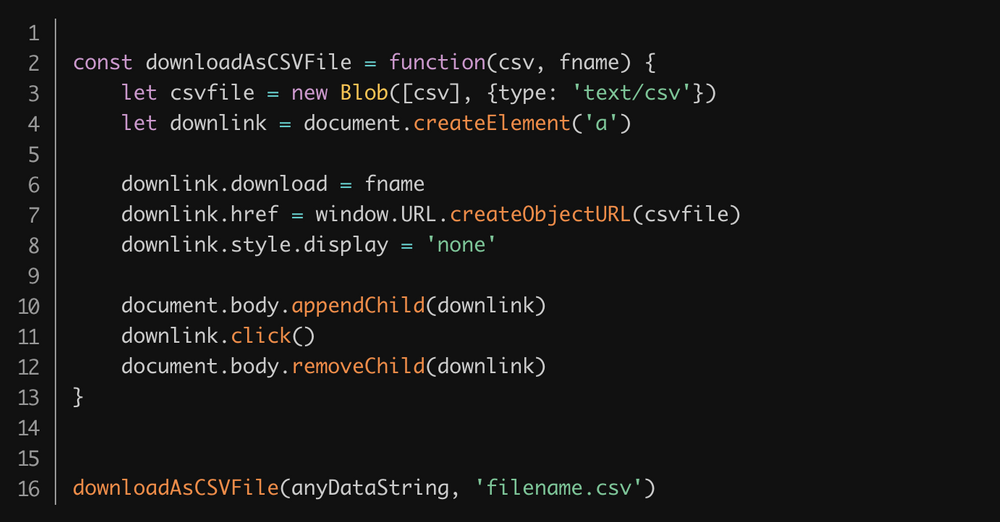 1
2 const downloadAsCSVFile = function(csv, fname) {
3     let csvfile = new Blob([csv], {type: 'text/csv'})
4     let downlink = document.createElement('a')
5
6     downlink.download = fname
7     downlink.href = window.URL.createObjectURL(csvfile)
8     downlink.style.display = 'none'
9
10     document.body.appendChild(downlink)
11     downlink.click()
12     document.body.removeChild(downlink)
13 }
14
15
16 downloadAsCSVFile(anyDataString, 'filename.csv')